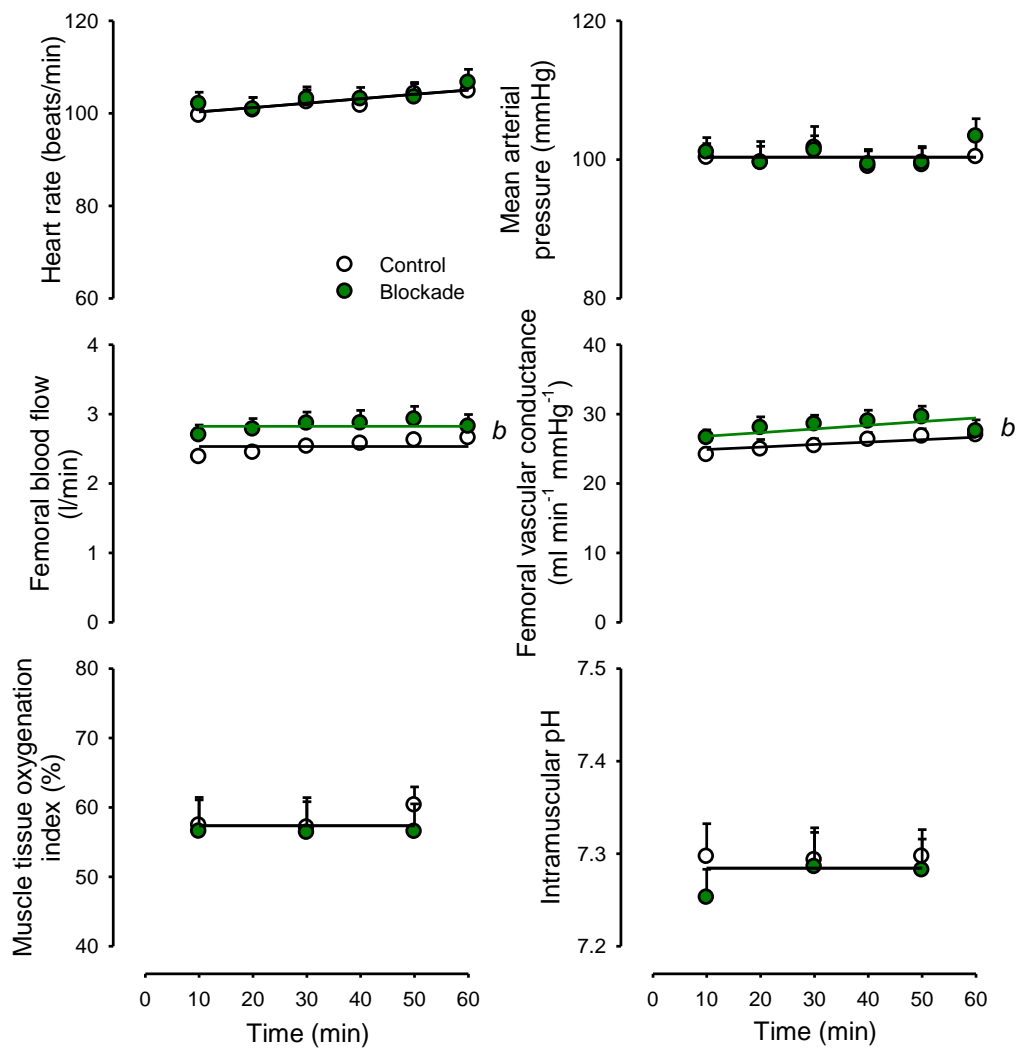 Heart rate (beats/min)
120
100
80
60
Control
Blockade
Mean arterial
pressure (mmHg)
120
100
80
Femoral blood flow
(l/min)
4
3
2
1
0
b
Femoral vascular conductance
(ml min⁻¹ mmHg⁻¹)
40
30
20
10
0
b
Muscle tissue oxygenation
index (%)
80
70
60
50
40
0 10 20 30 40 50 60
Time (min)
Intramuscular pH
7.5
7.4
7.3
7.2
0 10 20 30 40 50 60
Time (min)